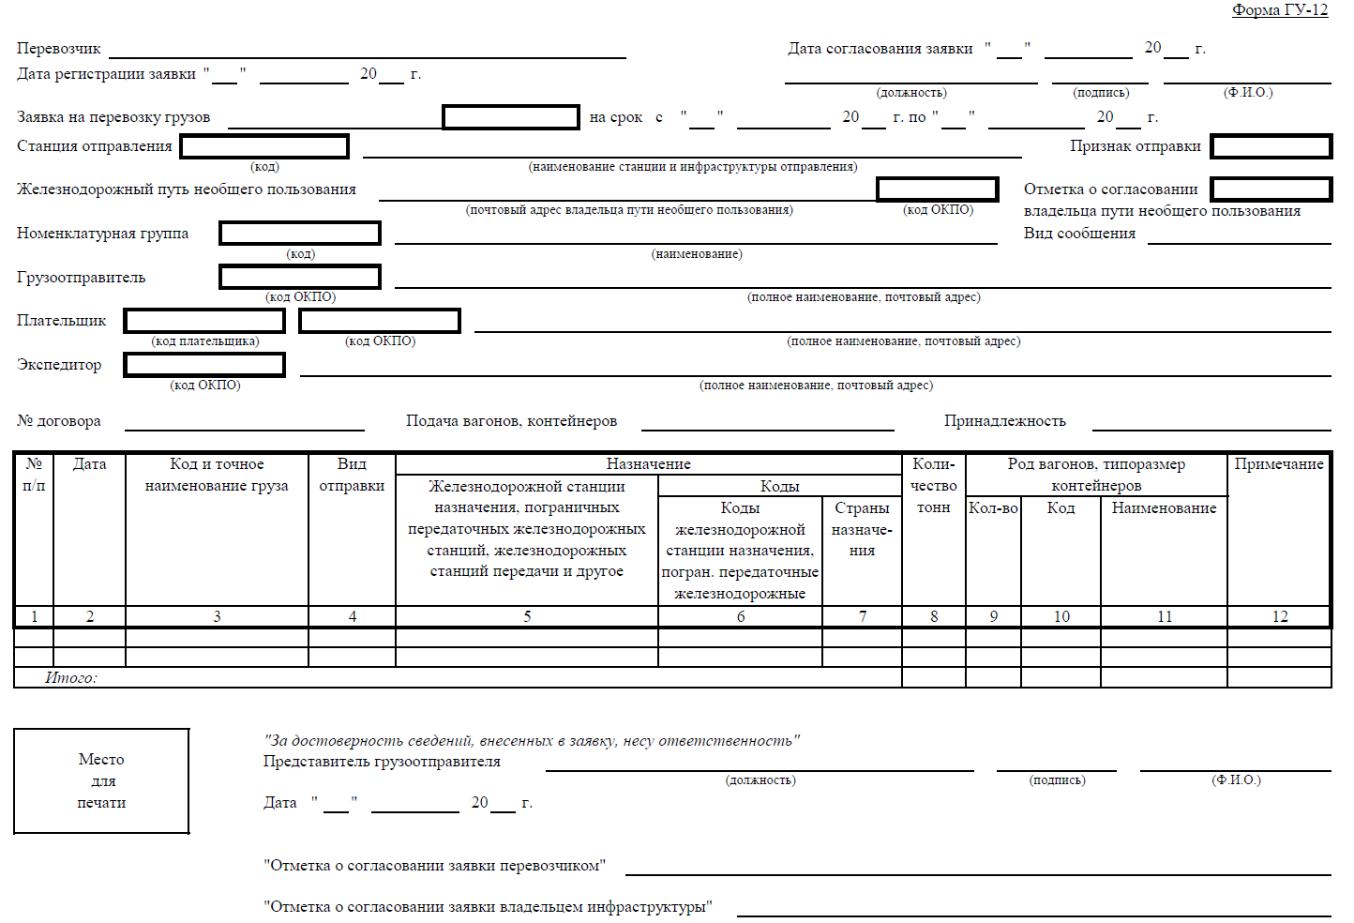 Форма ГУ-12
Перевозчик Дата согласования заявки " " 20 г.
Дата регистрации заявки " " 20 г.
(должность) (подпись) (Ф.И.О.)
Заявка на перевозку грузов на срок с " " 20 г. по " " 20 г.
Станция отправления Признак отправки
(код) (наименование станции и инфраструктуры отправления)
Железнодорожный путь необщего пользования Отметка о согласовании
(почтовый адрес владельца пути необщего пользования) (код ОКПО) владельца пути необщего пользования
Номенклатурная группа Вид сообщения
(код) (наименование)
Грузоотправитель
(код ОКПО) (полное наименование, почтовый адрес)
Плательщик
(код плательщика) (код ОКПО) (полное наименование, почтовый адрес)
Экспедитор
(код ОКПО) (полное наименование, почтовый адрес)
№ договора Подача вагонов, контейнеров Принадлежность
№
п/п
Дата
Код и точное
наименование груза
Вид
отправки
Назначение
Железнодорожной станции
назначения, пограничных
передаточных железнодорожных
станций, железнодорожных
станций передачи и другое
Коды
Коды
железнодорожной
станции назначения,
погран. передаточные
железнодорожные
Страны
назначе-
ния
Коли-
чество
тонн
Род вагонов, типоразмер
контейнеров
Кол-во
Код
Наименование
Примечание
1 2 3 4 5 6 7 8 9 10 11 12
Итого:
Место
для
печати
"За достоверность сведений, внесенных в заявку, несу ответственность"
Представитель грузоотправителя
(должность) (подпись) (Ф.И.О.)
Дата " " 20 г.
"Отметка о согласовании заявки перевозчиком"
"Отметка о согласовании заявки владельцем инфраструктуры"